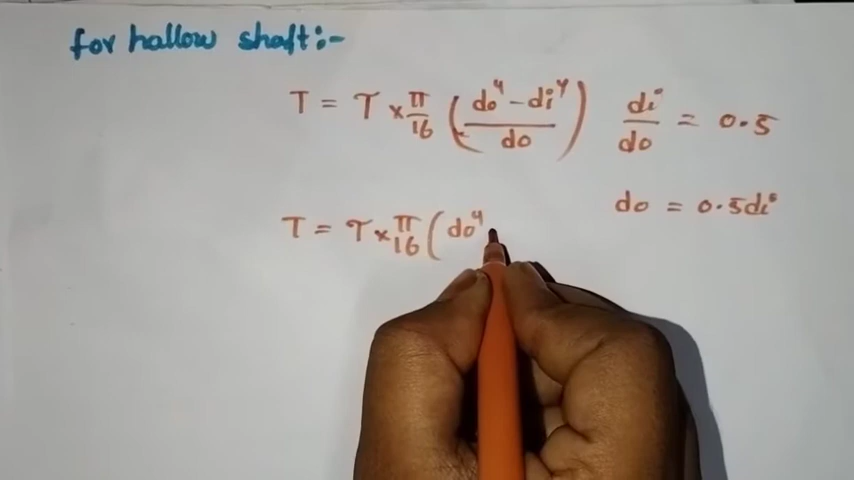 for hallow shaft:-
T = τ × π/16 (do⁴ - di⁴ / do) di/do = 0.5
do = 0.5di
T = τ × π/16 (do⁴